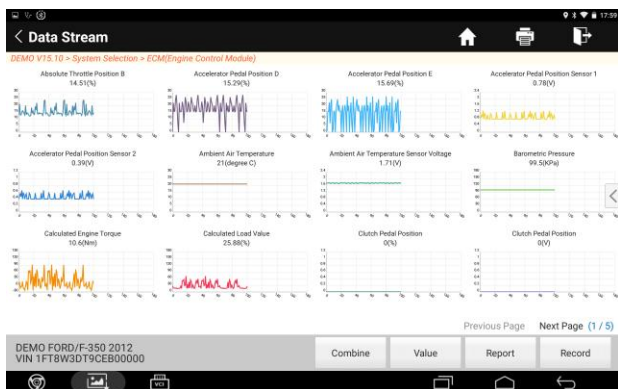 17:59
Data Stream
DEMO V15.10 > System Selection > ECM(Engine Control Module)
Absolute Throttle Position B
14.51(%)
Accelerator Pedal Position D
15.29(%)
Accelerator Pedal Position E
15.69(%)
Accelerator Pedal Position Sensor 1
0.78(V)
Accelerator Pedal Position Sensor 2
0.39(V)
Ambient Air Temperature
21(degree C)
Ambient Air Temperature Sensor Voltage
1.71(V)
Barometric Pressure
99.5(KPa)
Calculated Engine Torque
10.6(Nm)
Calculated Load Value
25.88(%)
Clutch Pedal Position
0(%)
Clutch Pedal Position
0(V)
Previous Page Next Page (1 / 5)
DEMO FORD/F-350 2012
VIN 1FT8W3DT9CEB00000
Combine Value Report Record
VCI